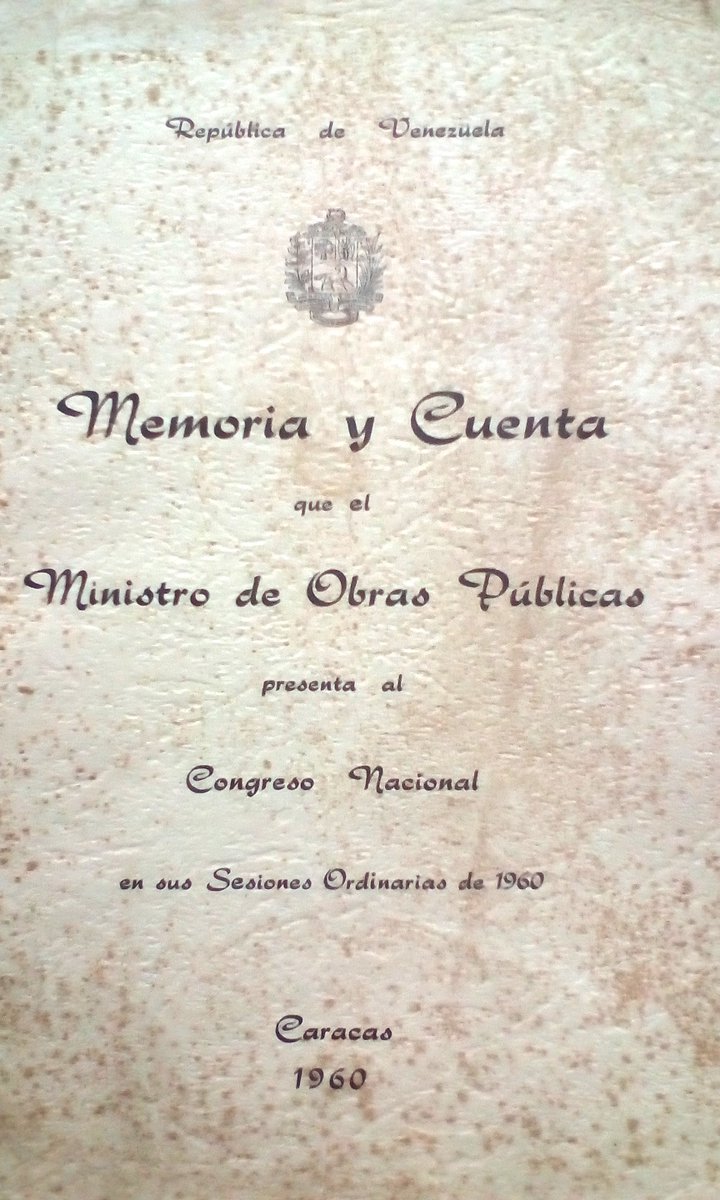 República de Venezuela
Memoria y Cuenta
que el
Ministro de Obras Públicas
presenta al
Congreso Nacional
en sus Sesiones Ordinarias de 1960
Caracas
1960